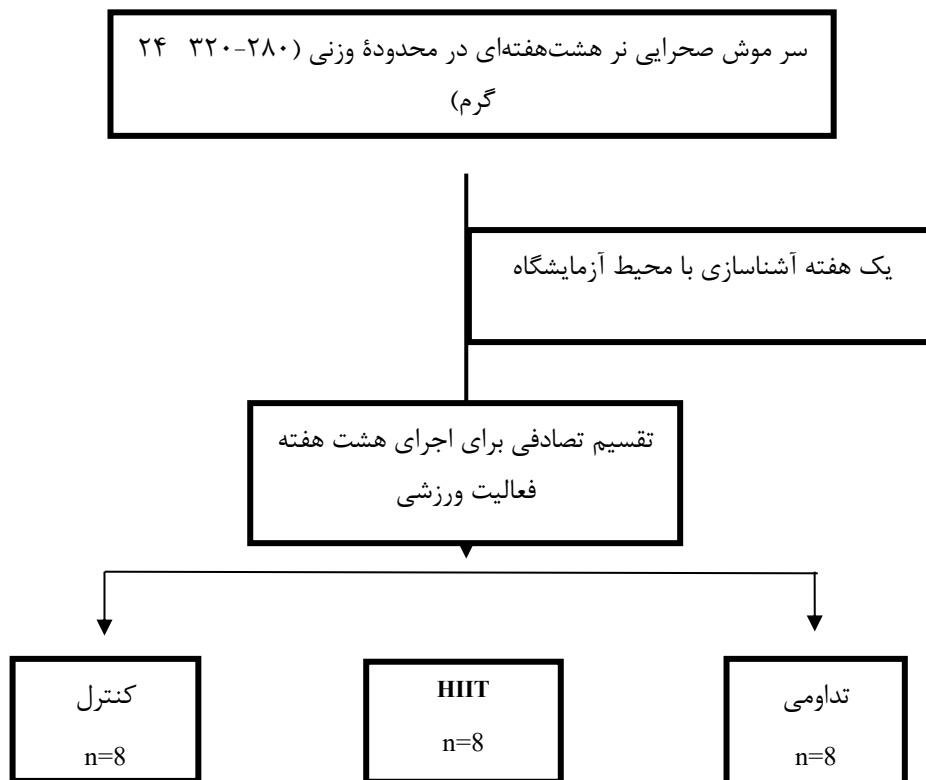 سر موش صحرایی نر هشت‌هفته‌ای در محدودهٔ وزنی (۲۸۰-۳۲۰ ۲۴
گرم)
یک هفته آشناسازی با محیط آزمایشگاه
تقسیم تصادفی برای اجرای هشت هفته
فعالیت ورزشی
تداومی
n=8
HIIT
n=8
کنترل
n=8